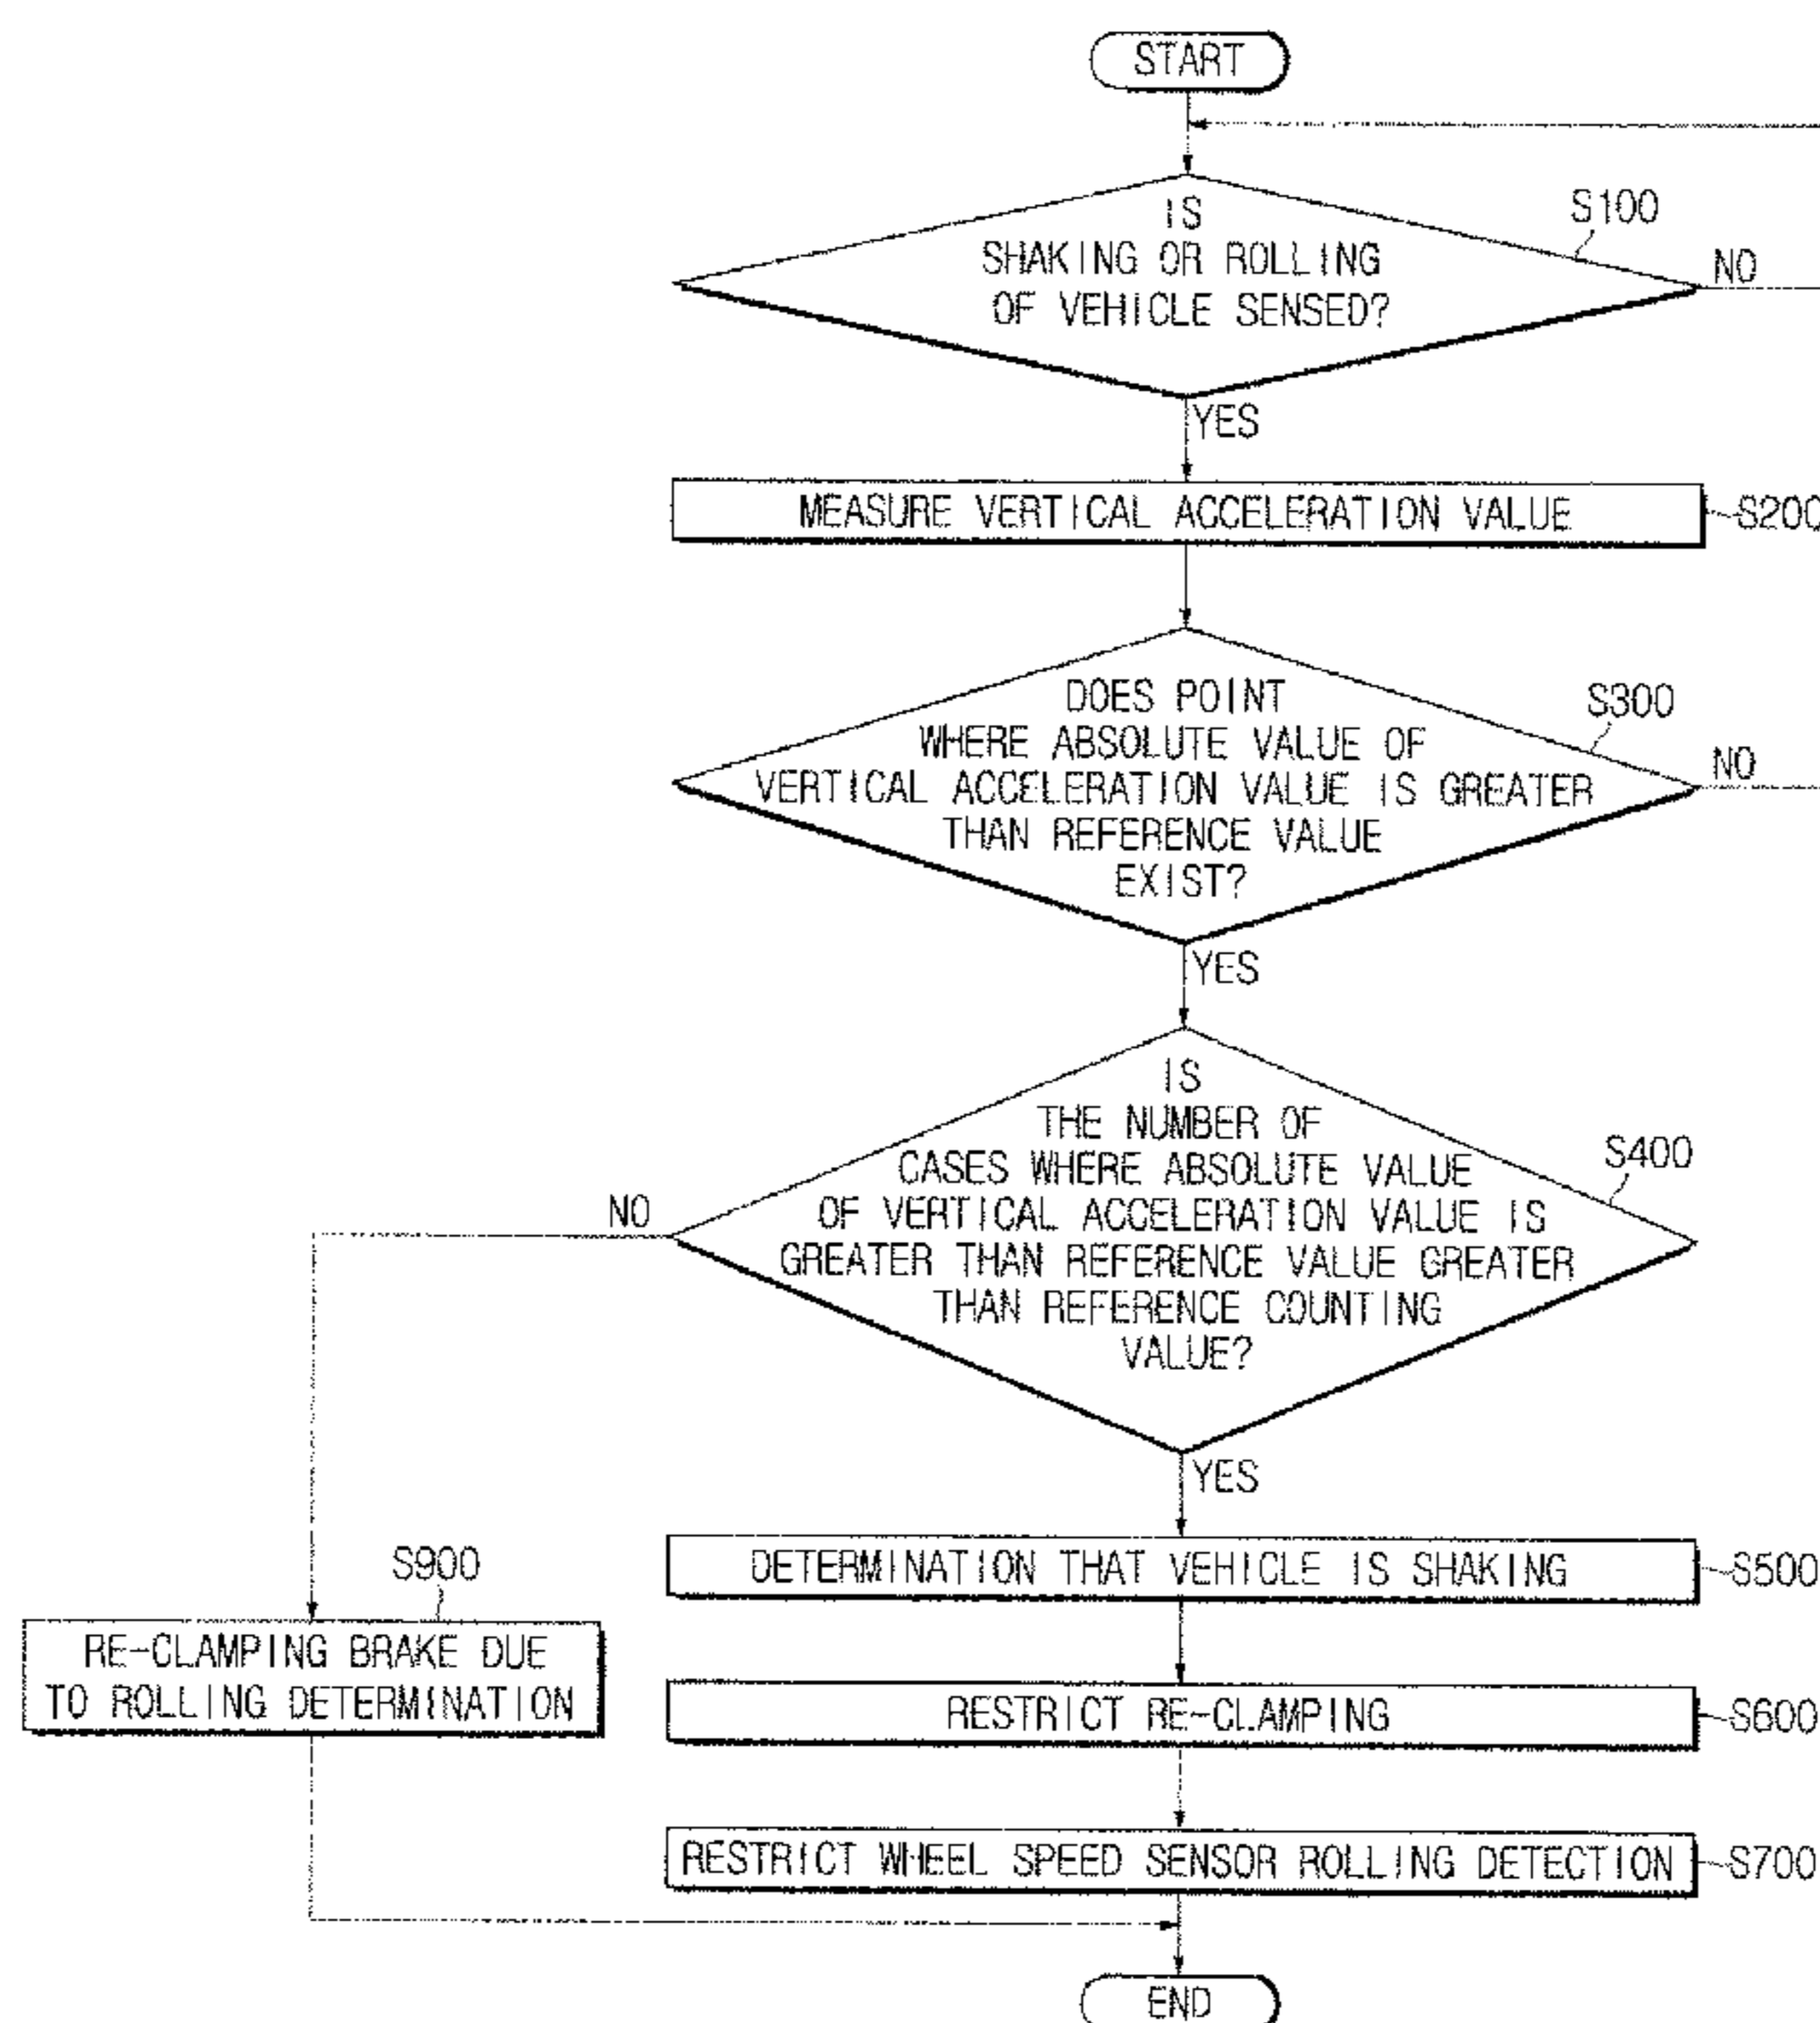 START
IS
SHAKING OR ROLLING
OF VEHICLE SENSED?
S100
NO
YES
MEASURE VERTICAL ACCELERATION VALUE
S200
DOES POINT
WHERE ABSOLUTE VALUE OF
VERTICAL ACCELERATION VALUE IS GREATER
THAN REFERENCE VALUE
EXIST?
S300
NO
YES
IS
THE NUMBER OF
CASES WHERE ABSOLUTE VALUE
OF VERTICAL ACCELERATION VALUE IS
GREATER THAN REFERENCE VALUE GREATER
THAN REFERENCE COUNTING
VALUE?
S400
NO
YES
DETERMINATION THAT VEHICLE IS SHAKING
S500
S900
RE-CLAMPING BRAKE DUE
TO ROLLING DETERMINATION
RESTRICT RE-CLAMPING
S600
RESTRICT WHEEL SPEED SENSOR ROLLING DETECTION
S700
END